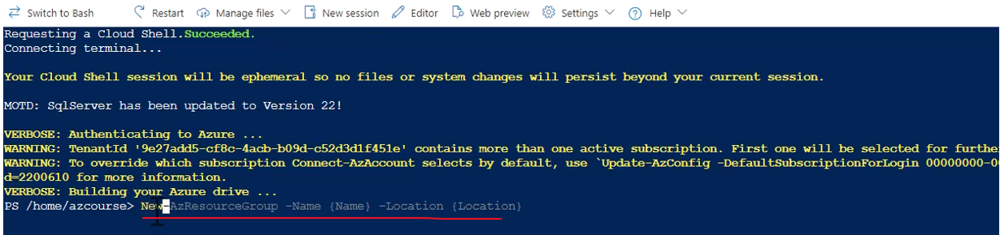 Switch to Bash Restart Manage files New session Editor Web preview Settings Help
Requesting a Cloud Shell.Succeeded.
Connecting terminal...
Your Cloud Shell session will be ephemeral so no files or system changes will persist beyond your current session.
MOTD: SqlServer has been updated to Version 22!
VERBOSE: Authenticating to Azure ...
WARNING: TenantId '9e27add5-cf8c-4acb-b09d-c52d3d1f451e' contains more than one active subscription. First one will be selected for further
WARNING: To override which subscription Connect-AzAccount selects by default, use `Update-AzConfig -DefaultSubscriptionForLogin 00000000-00
d=2200610 for more information.
VERBOSE: Building your Azure drive ...
PS /home/azcourse> New-AzResourceGroup -Name {Name} -Location {Location}